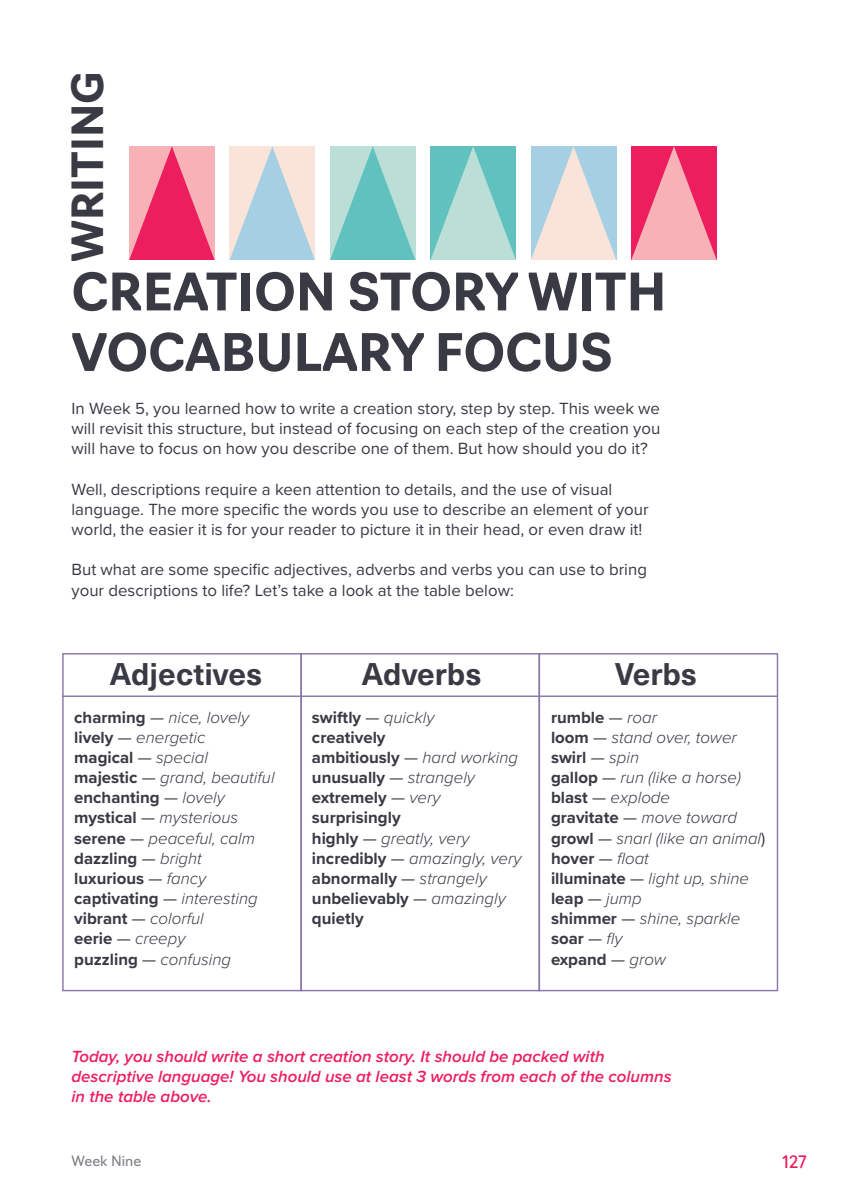 WRITING
CREATION STORY WITH
VOCABULARY FOCUS
In Week 5, you learned how to write a creation story, step by step. This week we
will revisit this structure, but instead of focusing on each step of the creation you
will have to focus on how you describe one of them. But how should you do it?
Well, descriptions require a keen attention to details, and the use of visual
language. The more specific the words you use to describe an element of your
world, the easier it is for your reader to picture it in their head, or even draw it!
But what are some specific adjectives, adverbs and verbs you can use to bring
your descriptions to life? Let's take a look at the table below:
Adjectives
charming — nice, lovely
lively — energetic
magical — special
majestic — grand, beautiful
enchanting — lovely
mystical — mysterious
serene — peaceful, calm
dazzling — bright
luxurious — fancy
captivating — interesting
vibrant — colorful
eerie — creepy
puzzling — confusing
Adverbs
swiftly — quickly
creatively
ambitiously — hard working
unusually — strangely
extremely — very
surprisingly
highly — greatly, very
incredibly — amazingly, very
abnormally — strangely
unbelievably — amazingly
quietly
Verbs
rumble — roar
loom — stand over, tower
swirl — spin
gallop — run (like a horse)
blast — explode
gravitate — move toward
growl — snarl (like an animal)
hover — float
illuminate — light up, shine
leap — jump
shimmer — shine, sparkle
soar — fly
expand — grow
Today, you should write a short creation story. It should be packed with
descriptive language! You should use at least 3 words from each of the columns
in the table above.
Week Nine
127